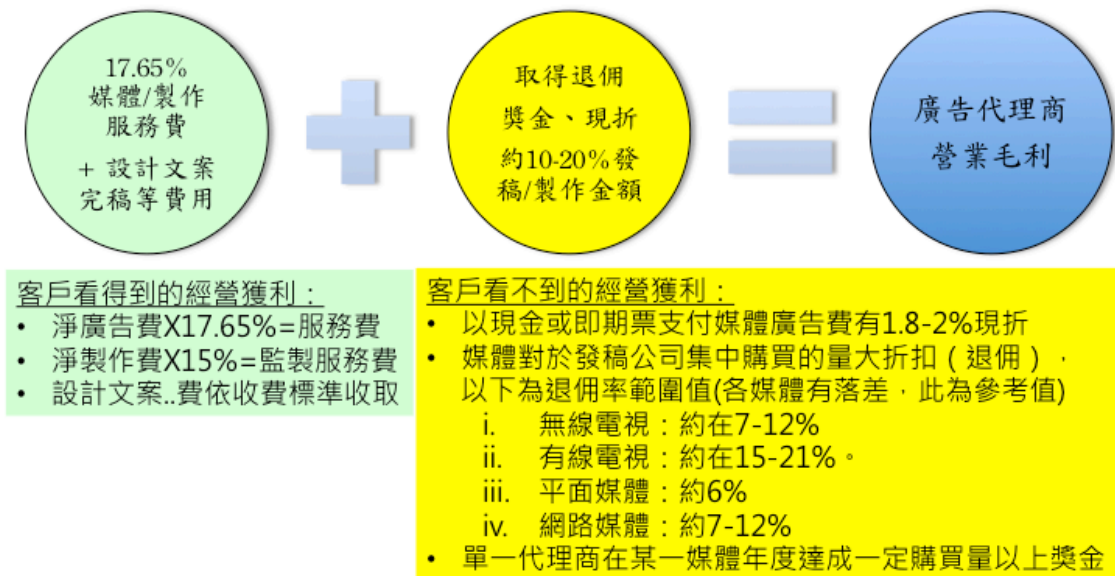 17.65%
媒體/製作
服務費
+ 設計文案
完稿等費用
取得退佣
獎金、現折
約10-20%發
稿/製作金額
廣告代理商
營業毛利
客戶看得到的經營獲利：
• 淨廣告費X17.65%=服務費
• 淨製作費X15%=監製服務費
• 設計文案..費依收費標準收取
客戶看不到的經營獲利：
• 以現金或即期票支付媒體廣告費有1.8-2%現折
• 媒體對於發稿公司集中購買的量大折扣（退佣），
以下為退佣率範圍值(各媒體有落差，此為參考值)
i. 無線電視：約在7-12%
ii. 有線電視：約在15-21%。
iii. 平面媒體：約6%
iv. 網路媒體：約7-12%
• 單一代理商在某一媒體年度達成一定購買量以上獎金